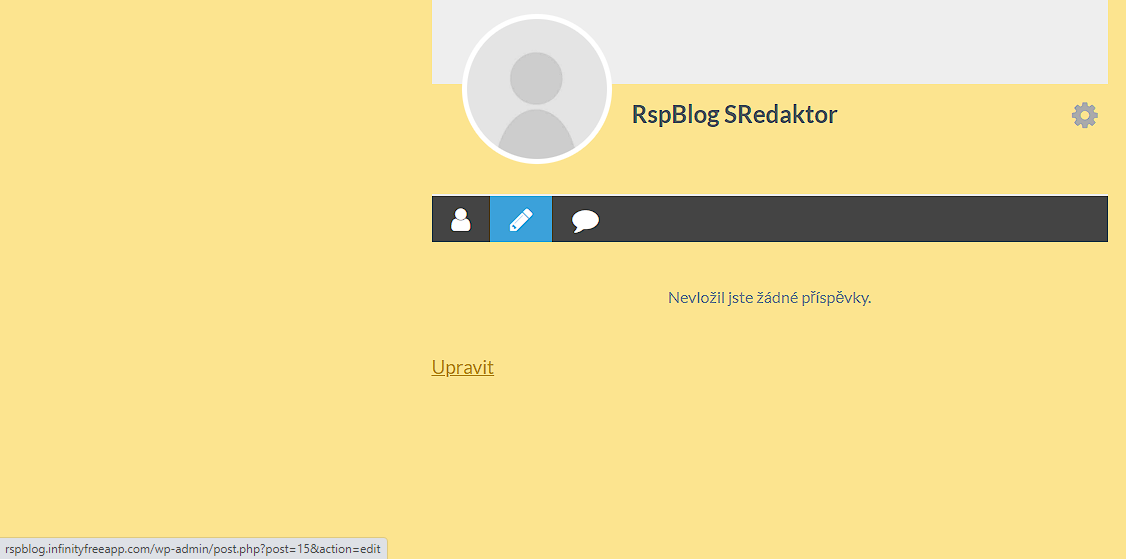 RspBlog SRedaktor
Nevložil jste žádné příspěvky.
Upravit
rspblog.infinityfreeapp.com/wp-admin/post.php?post=15&action=edit